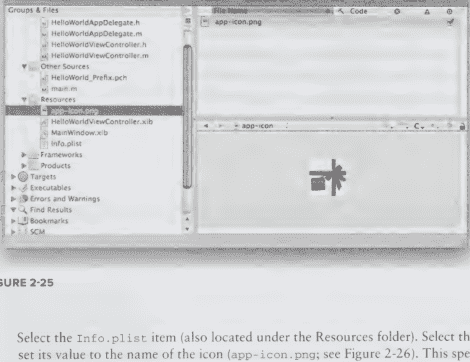 Groups & Files
HelloWorldAppDelegate.h
HelloWorldAppDelegate.m
HelloWorldViewController.h
HelloWorldViewController.m
Other Sources
HelloWorld_Prefix.pch
main.m
Resources
app-icon.png
HelloWorldViewController.xib
MainWindow.xib
Info.plist
Frameworks
Products
Targets
Executables
Errors and Warnings
Find Results
Bookmarks
SCM
File Name Code
app-icon.png
app-icon
C
GURE 2-25
Select the Info.plist item (also located under the Resources folder). Select th
set its value to the name of the icon (app-icon.png; see Figure 2-26). This spe